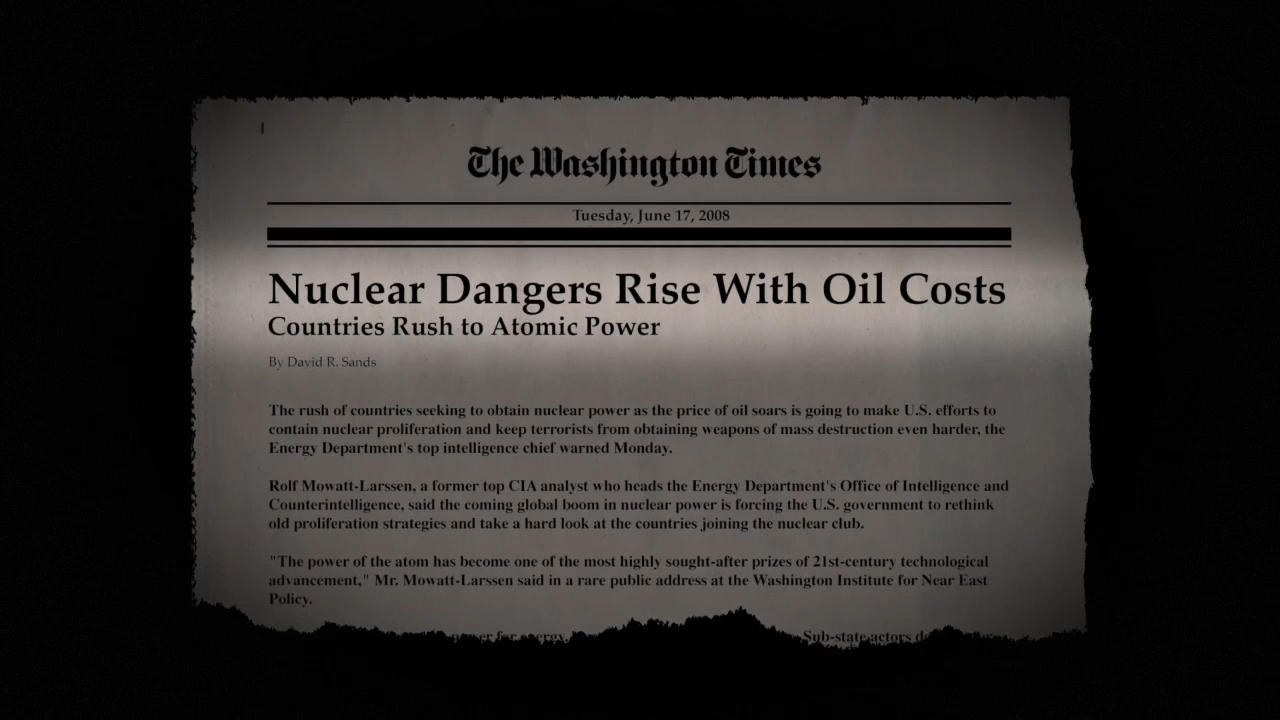 The Washington Times
Tuesday, June 17, 2008
Nuclear Dangers Rise With Oil Costs
Countries Rush to Atomic Power
By David R. Sands
The rush of countries seeking to obtain nuclear power as the price of oil soars is going to make U.S. efforts to
contain nuclear proliferation and keep terrorists from obtaining weapons of mass destruction even harder, the
Energy Department's top intelligence chief warned Monday.
Rolf Mowatt-Larssen, a former top CIA analyst who heads the Energy Department's Office of Intelligence and
Counterintelligence, said the coming global boom in nuclear power is forcing the U.S. government to rethink
old proliferation strategies and take a hard look at the countries joining the nuclear club.
"The power of the atom has become one of the most highly sought-after prizes of 21st-century technological
advancement," Mr. Mowatt-Larssen said in a rare public address at the Washington Institute for Near East
Policy.
for energy. Sub-state actors